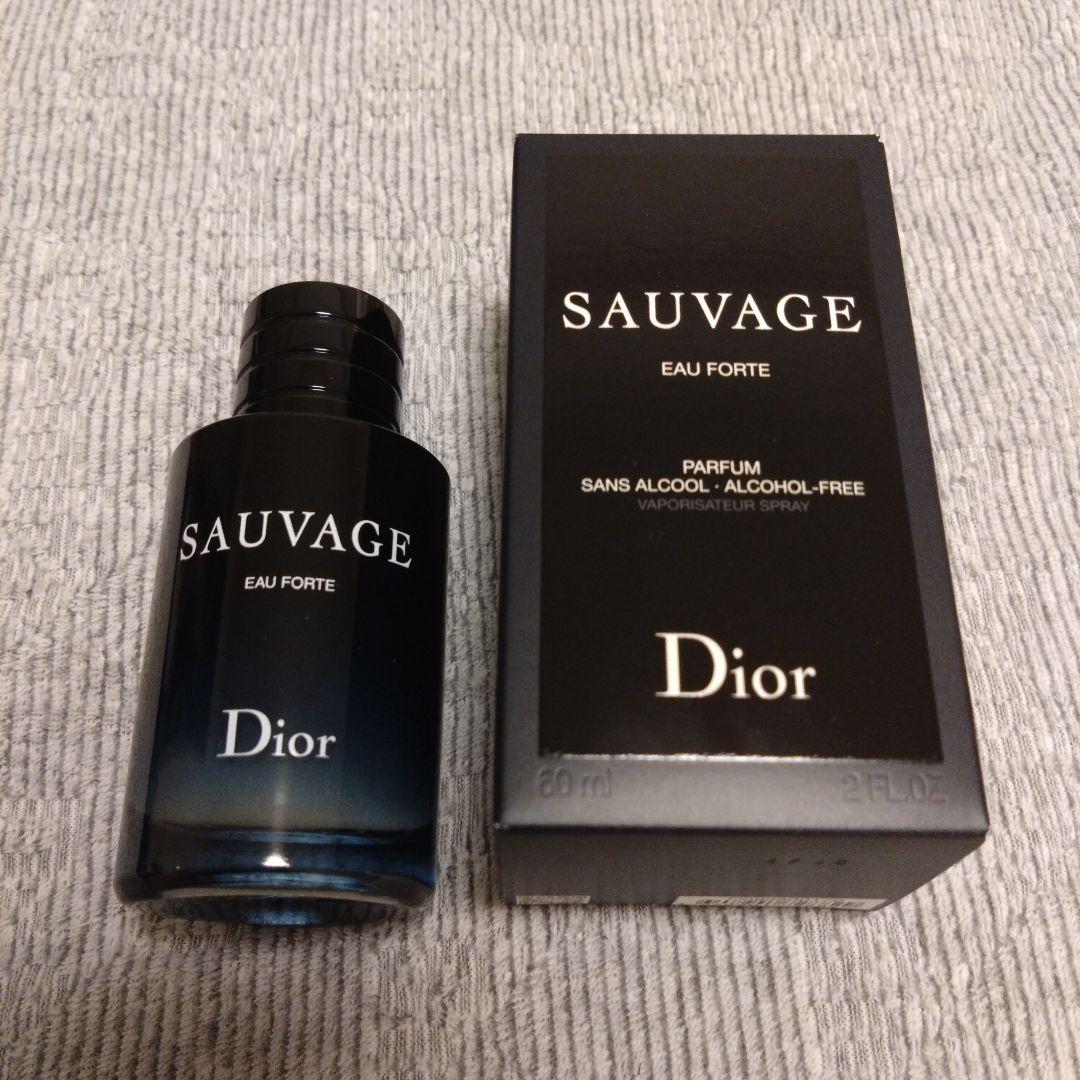 SAUVAGE
EAU FORTE
Dior
SAUVAGE
EAU FORTE
PARFUM
SANS ALCOOL · ALCOHOL-FREE
VAPORISATEUR SPRAY
Dior
60 ml 2 FL.OZ